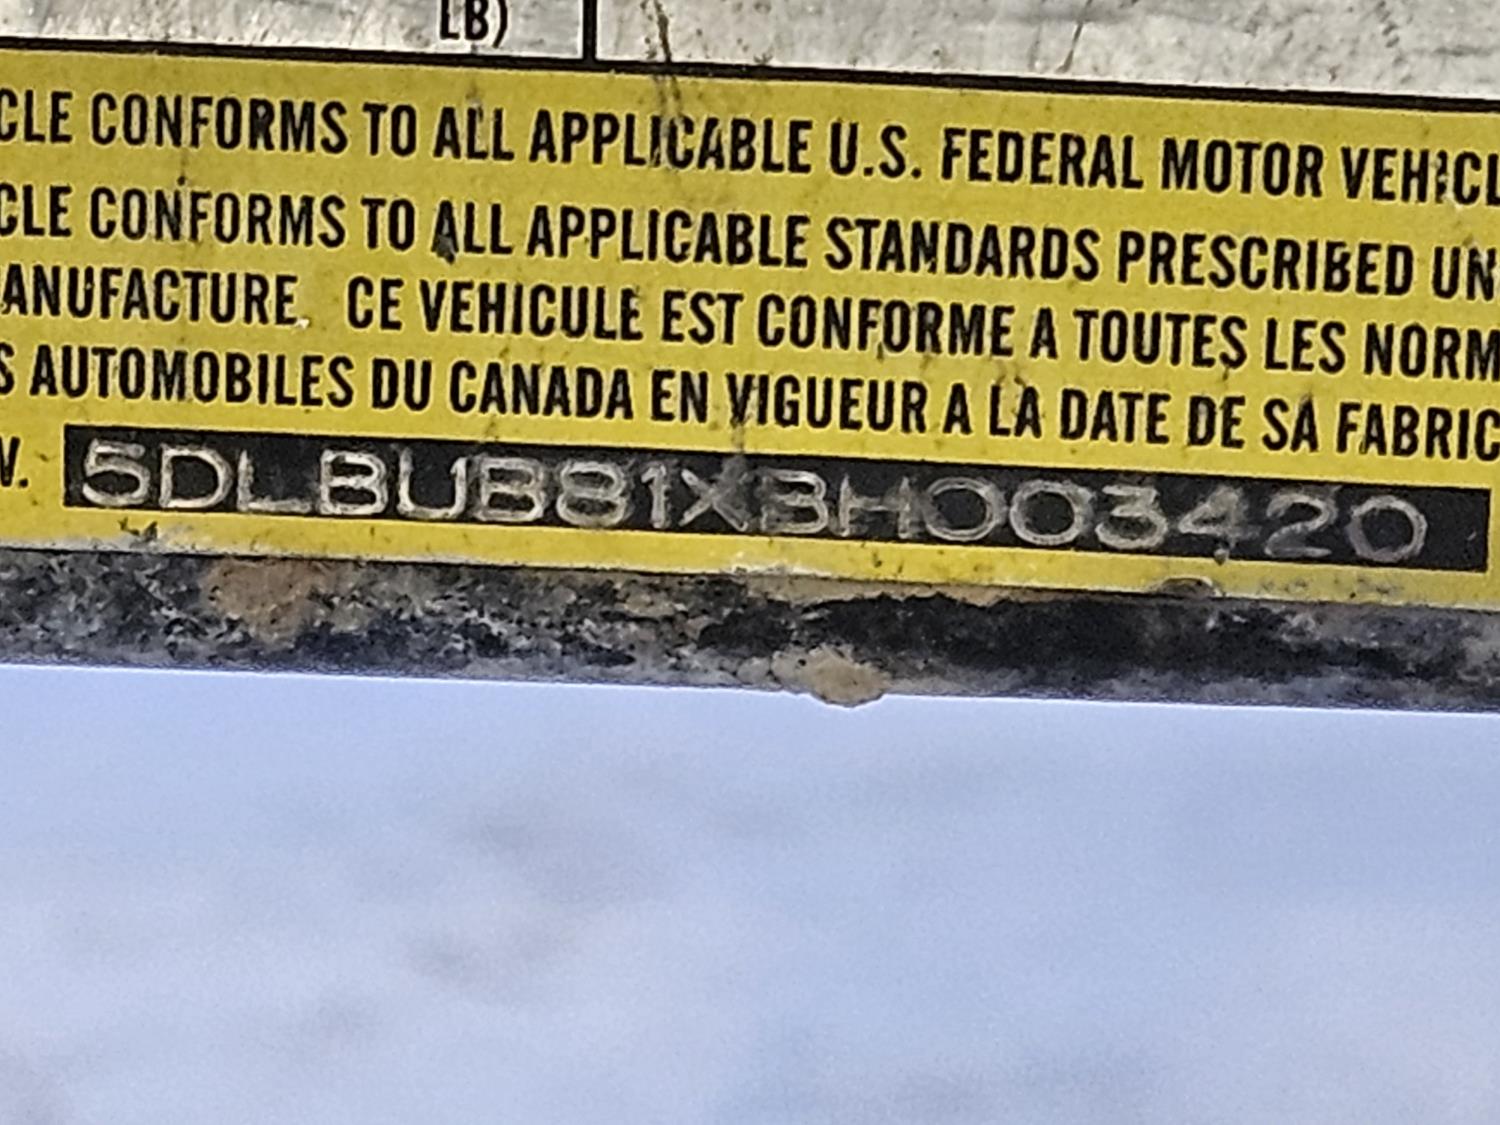 LB)
CLE CONFORMS TO ALL APPLICABLE U.S. FEDERAL MOTOR VEHICL
CLE CONFORMS TO ALL APPLICABLE STANDARDS PRESCRIBED UN
ANUFACTURE. CE VEHICULE EST CONFORME A TOUTES LES NORM
S AUTOMOBILES DU CANADA EN VIGUEUR A LA DATE DE SA FABRIC
V. 5DLBUB81XBH003420